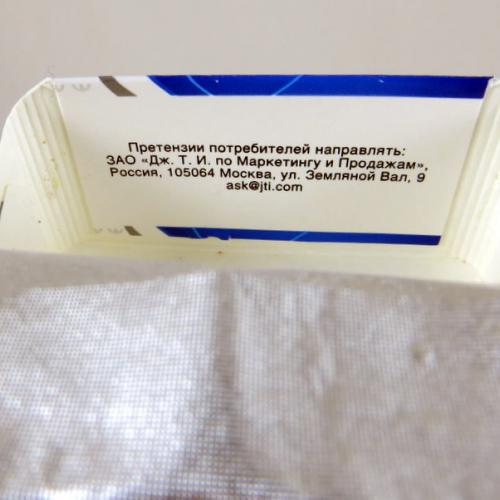 Претензии потребителей направлять:
ЗАО «Дж. Т. И. по Маркетингу и Продажам»,
Россия, 105064 Москва, ул. Земляной Вал, 9
ask@jti.com